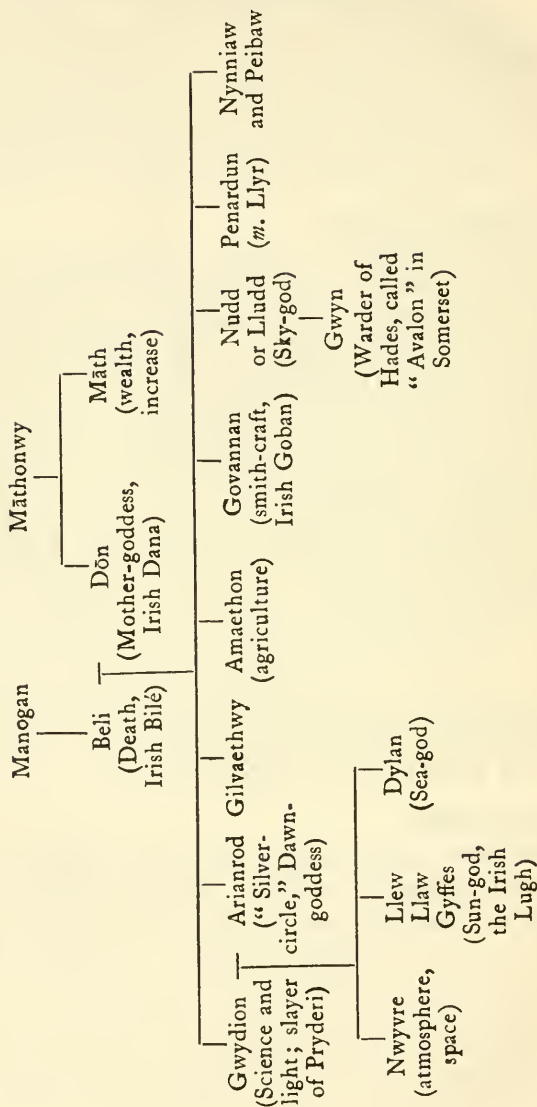 Manogan
Māthonwy
Beli
(Death,
Irish Bilé)
Dōn
(Mother-goddess,
Irish Dana)
Māth
(wealth,
increase)
Gwydion
(Science and
light; slayer
of Pryderi)
Arianrod
(“Silver-
circle,” Dawn-
goddess)
Gilvaethwy
Amaethon
(agriculture)
Govannan
(smith-craft,
Irish Goban)
Nudd
or Lludd
(Sky-god)
Penardun
(m. Llyr)
Nynniaw
and Peibaw
Gwyn
(Warder of
Hades, called
“Avalon” in
Somerset)
Nwyvre
(atmosphere,
space)
Llew
Llaw
Gyffes
(Sun-god,
the Irish
Lugh)
Dylan
(Sea-god)